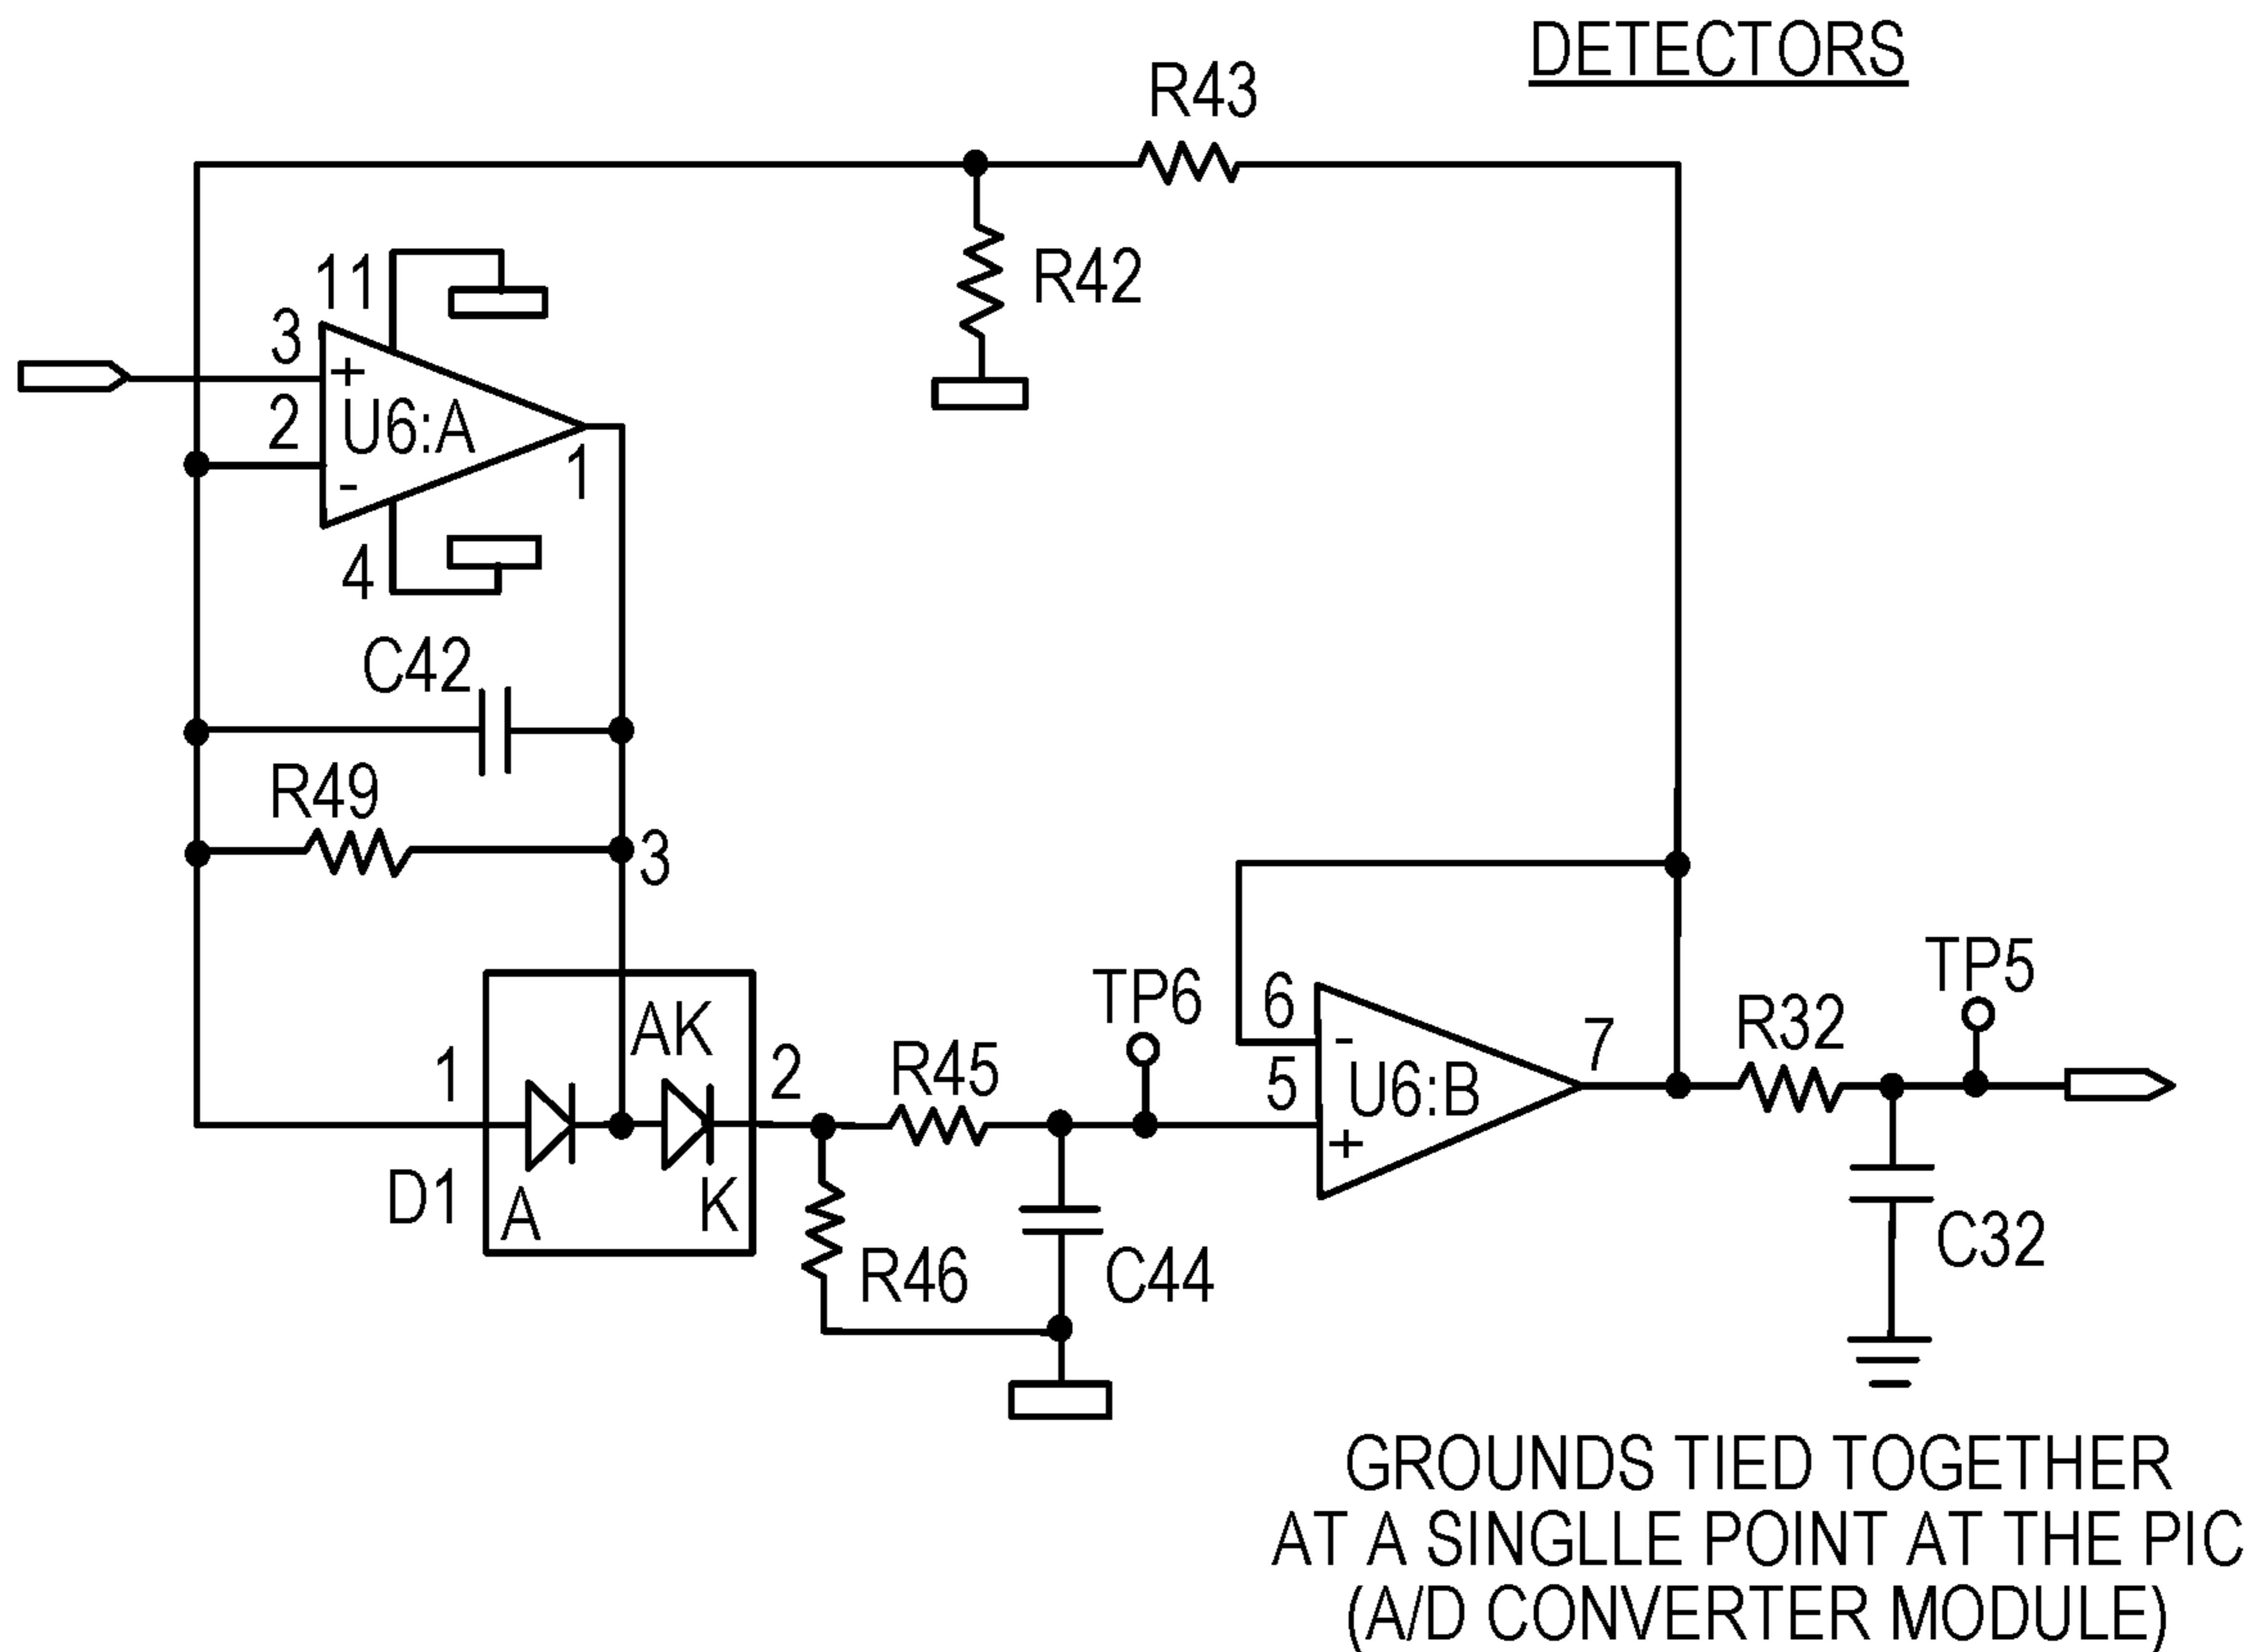 DETECTORS
R43
R42
11
3
+
2
U6:A
-
1
4
C42
R49
3
AK
1
2
D1
A
K
R45
R46
TP6
C44
6
-
5
U6:B
+
7
R32
TP5
C32
GROUNDS TIED TOGETHER
AT A SINGLLE POINT AT THE PIC
(A/D CONVERTER MODULE)